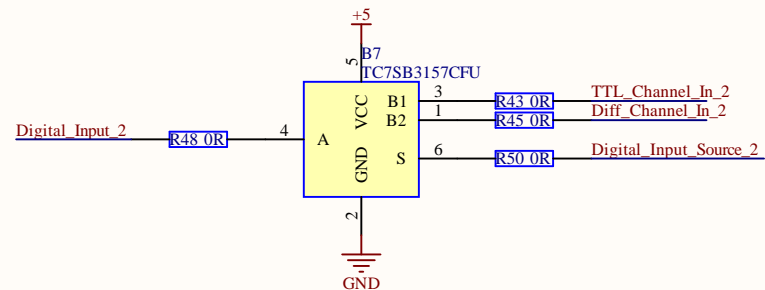 +5
B7
TC7SB3157CFU
5
VCC
B1
3
R43 0R
TTL_Channel_In_2
B2
1
R45 0R
Diff_Channel_In_2
Digital_Input_2
R48 0R
4
A
GND
S
6
R50 0R
Digital_Input_Source_2
2
GND